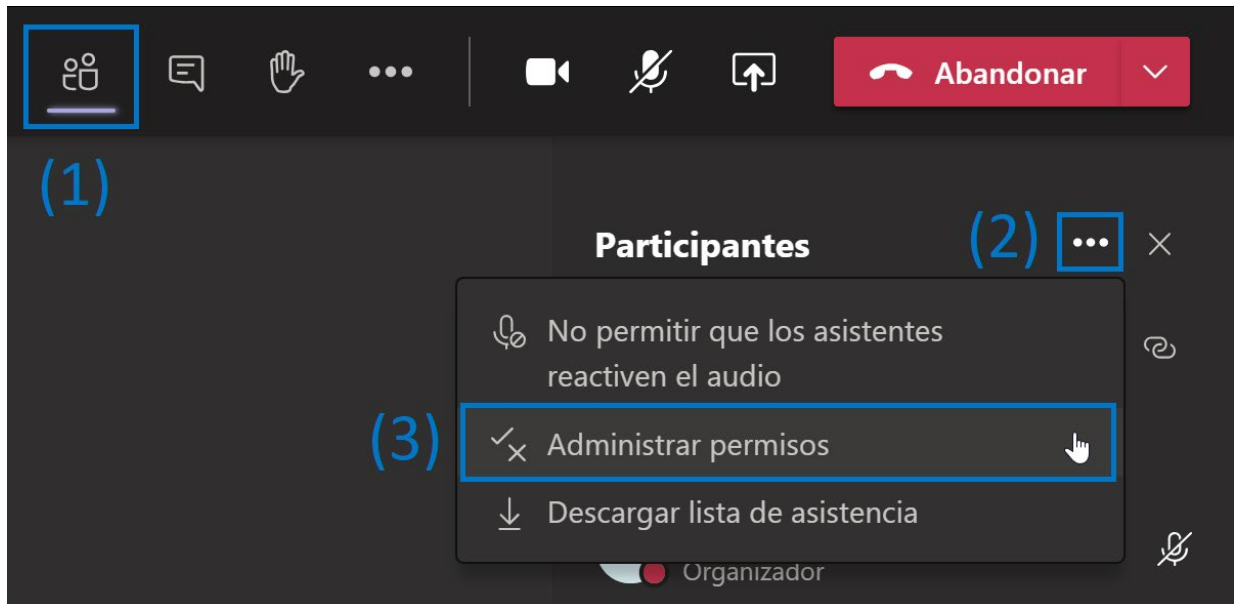 Abandonar
(1)
Participantes
(2)
No permitir que los asistentes
reactiven el audio
(3)
Administrar permisos
Descargar lista de asistencia
Organizador